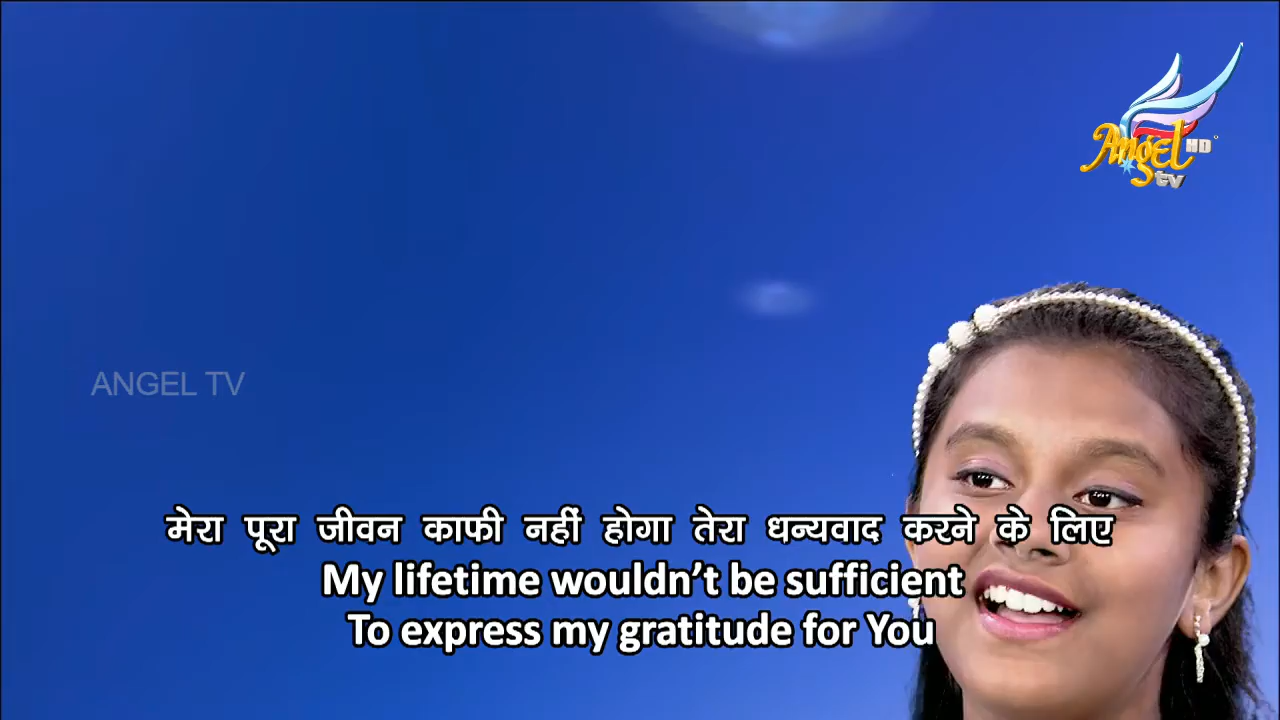 Angel HD
tv
ANGEL TV
मेरा पूरा जीवन काफी नहीं होगा तेरा धन्यवाद करने के लिए
My lifetime wouldn’t be sufficient
To express my gratitude for You